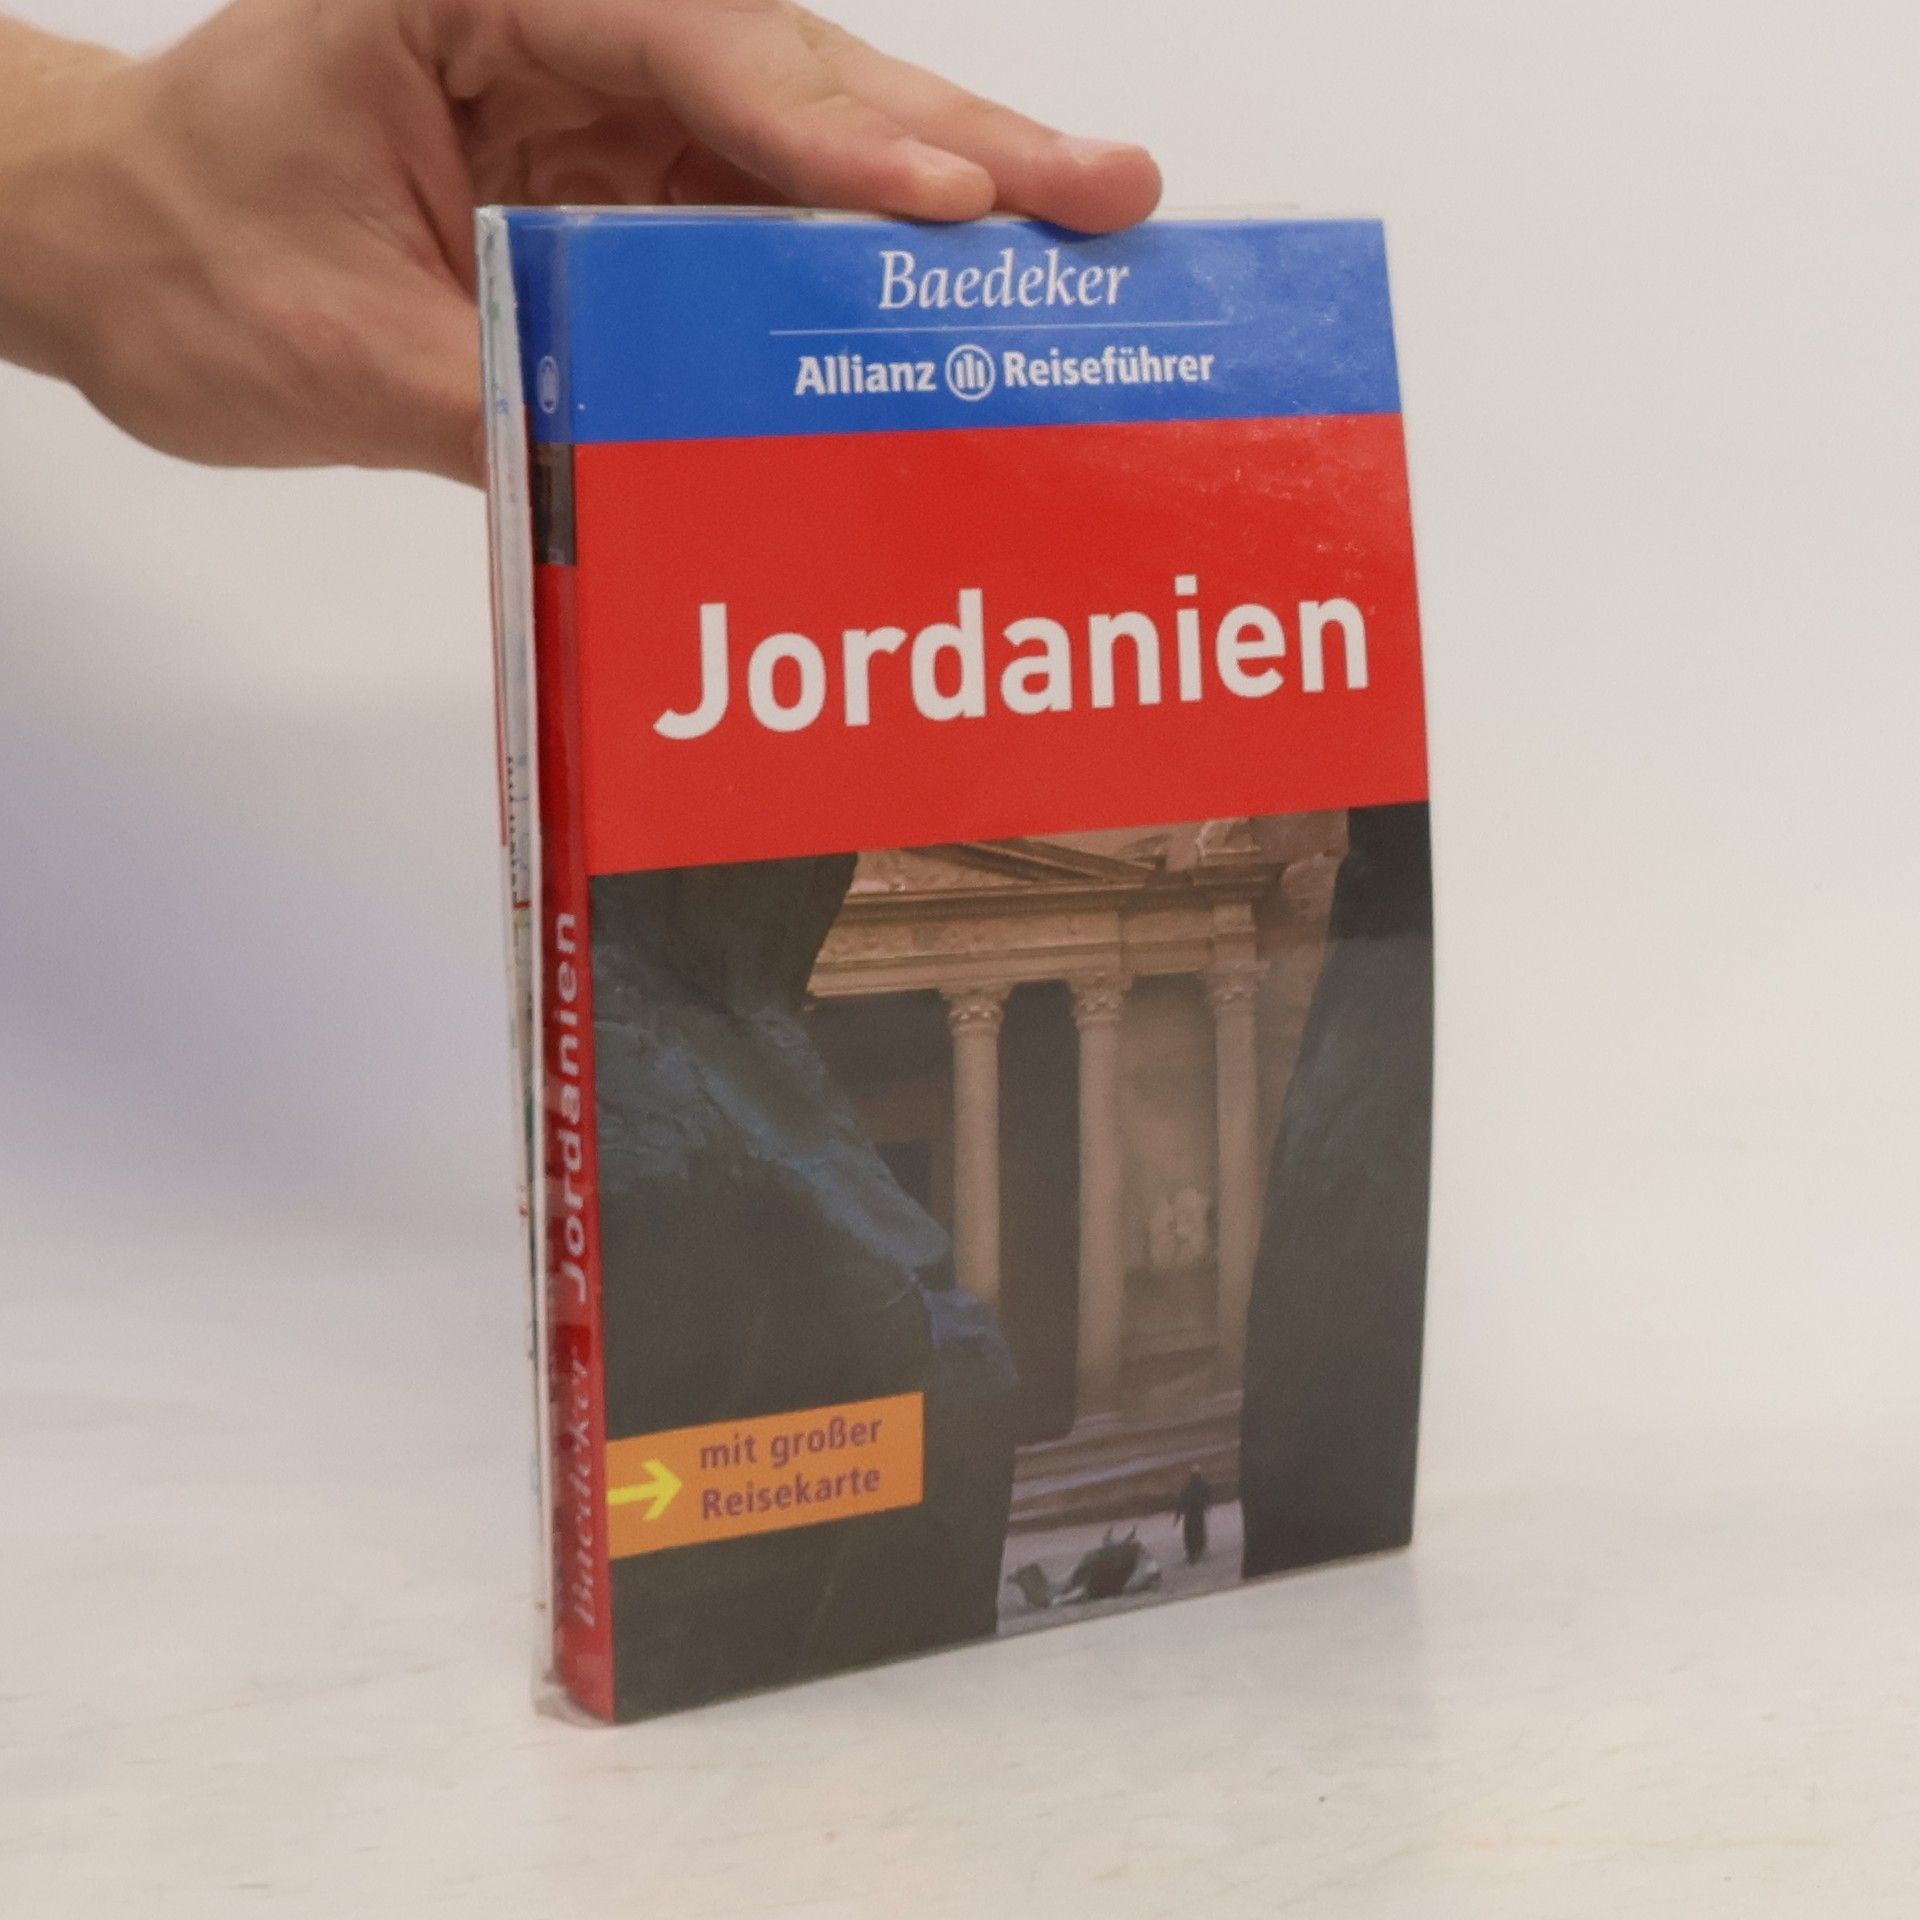 Baedeker
Allianz Reiseführer
Jordanien
mit großer
Reisekarte
Baedeker Jordanien